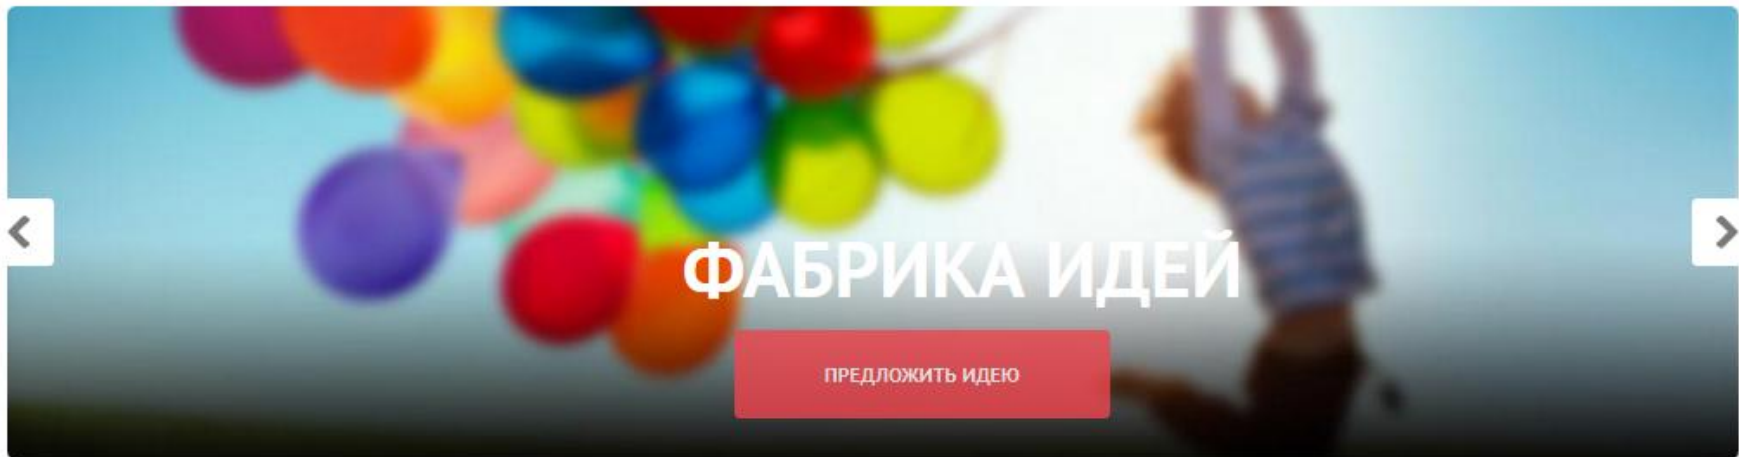 ФАБРИКА ИДЕЙ
ПРЕДЛОЖИТЬ ИДЕЮ